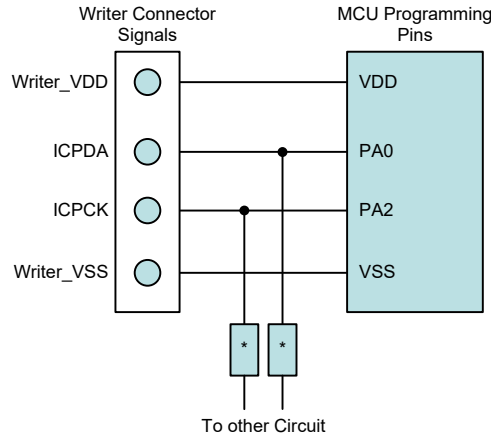 Writer Connector
Signals
MCU Programming
Pins
Writer_VDD
VDD
ICPDA
PA0
ICPCK
PA2
Writer_VSS
VSS
* *
To other Circuit